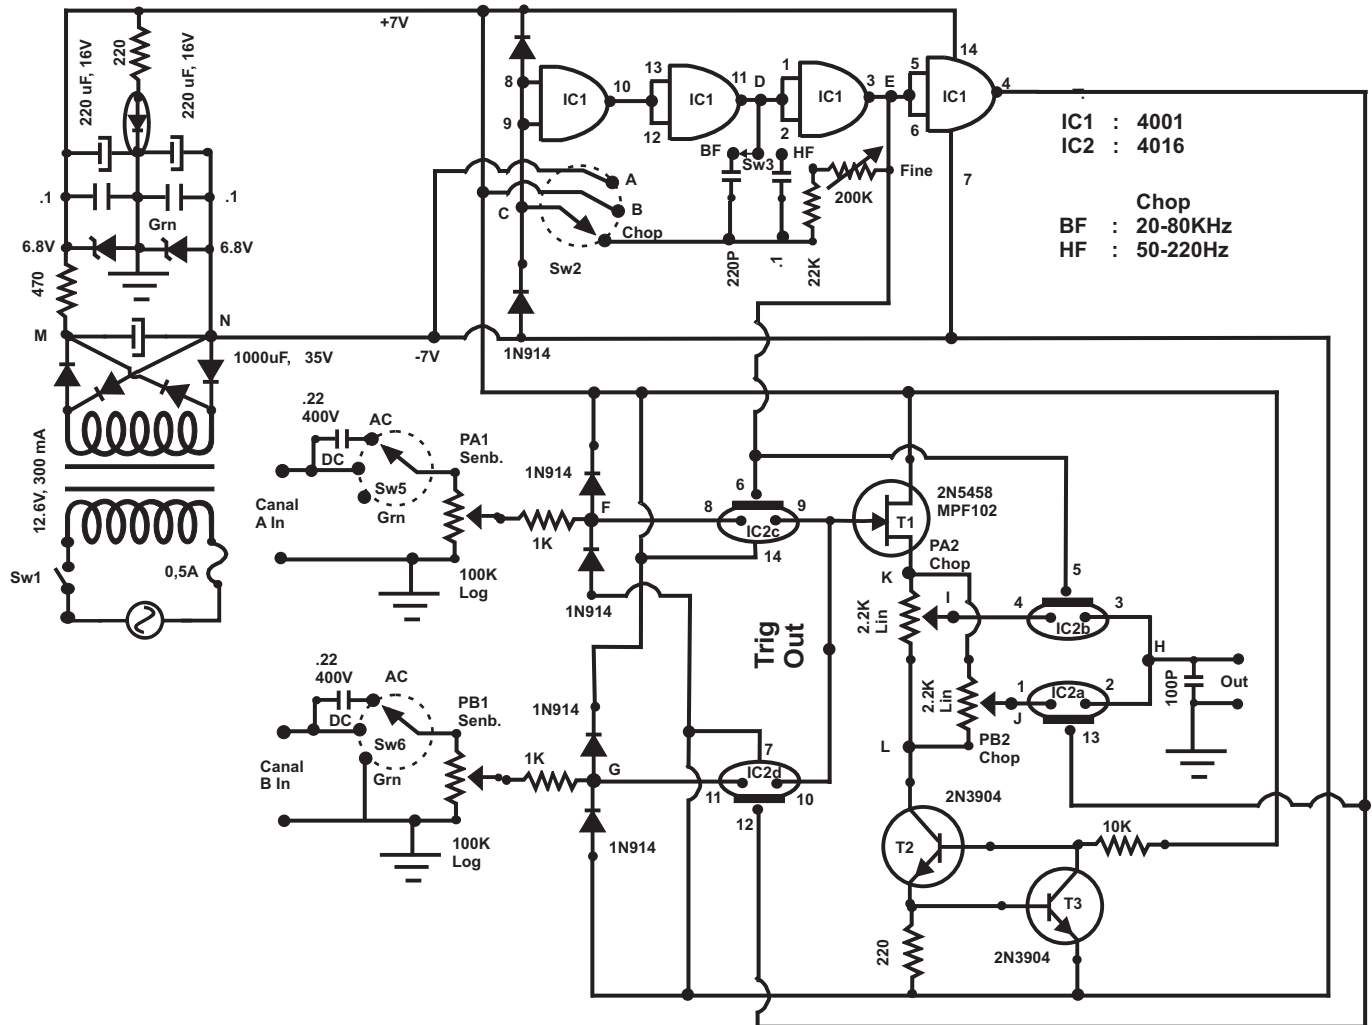 +7V
220 uF, 16V
220
220 uF, 16V
.1
Grn
.1
6.8V
6.8V
470
M
N
1000uF, 35V
12.6V, 300 mA
Sw1
0,5A
8
9
IC1
10
13
12
IC1
11
D
1
2
IC1
3
E
5
6
IC1
14
4
7
BF
Sw3
HF
200K
Fine
A
B
C
Chop
Sw2
220P
.1
22K
-7V
1N914
IC1 : 4001
IC2 : 4016
Chop
BF : 20-80KHz
HF : 50-220Hz
.22
400V
AC
DC
Sw5
Grn
Canal
A In
PA1
Senb.
100K
Log
1K
1N914
F
1N914
8
6
9
IC2c
14
2N5458
MPF102
T1
PA2
Chop
K
I
2.2K
Lin
4
5
3
IC2b
H
100P
Out
2.2K
Lin
1
J
IC2a
2
13
PB2
Chop
L
Trig
Out
.22
400V
AC
DC
Sw6
Grn
Canal
B In
PB1
Senb.
100K
Log
1K
1N914
G
1N914
7
IC2d
11
10
12
2N3904
T2
10K
T3
220
2N3904